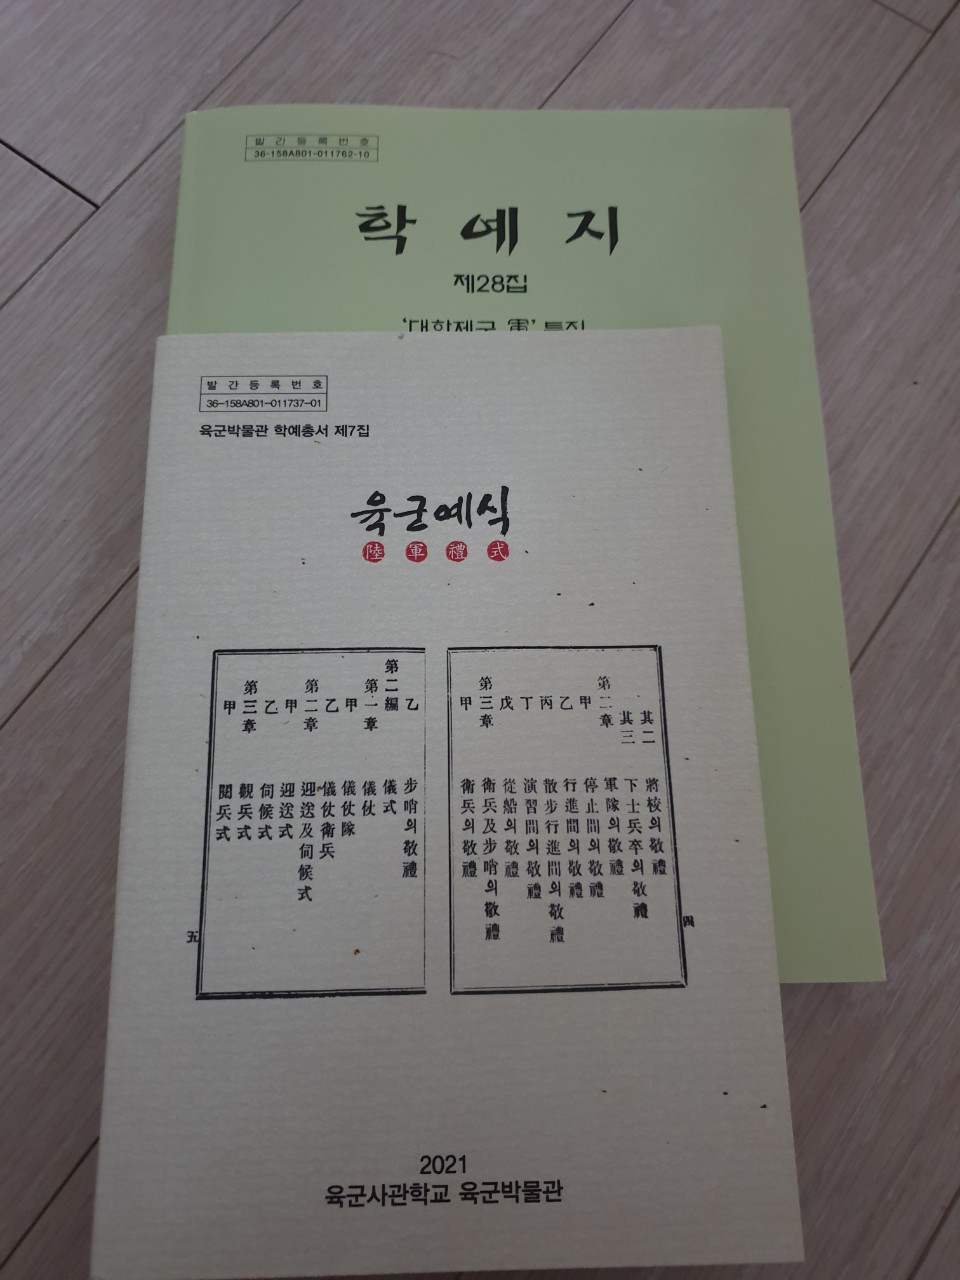 발간등록번호
36-158A801-011762-10
학예지
제28집
'대한제국 軍' 특집
발간등록번호
36-158A801-011737-01
육군박물관 학예총서 제7집
육군예식
陸軍禮式
其二 將校의敬禮
其三 下士兵卒의敬禮
第二章 軍隊의敬禮
甲 停止間의敬禮
乙 行進間의敬禮
丙 散步行進間의敬禮
丁 演習間의敬禮
戊 從船의敬禮
第三章 衛兵及步哨의敬禮
甲 衛兵의敬禮
四
乙 步哨의敬禮
第二編 儀式
第一章 儀仗
甲 儀仗隊
乙 儀仗衛兵
第二章 迎送及伺候式
甲 迎送式
乙 伺候式
第三章 觀兵式
甲 閱兵式
五
2021
육군사관학교 육군박물관